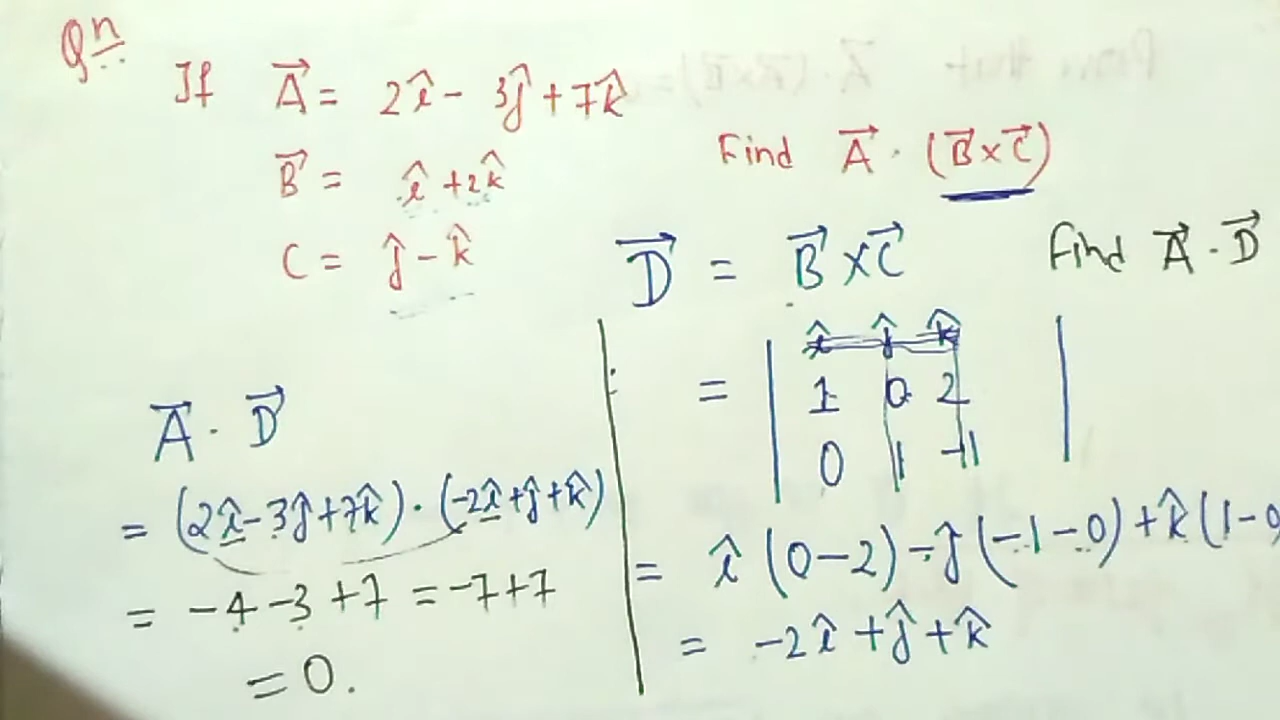 Qn
If A⃗ = 2î - 3ĵ + 7k̂
B⃗ = î + 2k̂
C = ĵ - k̂
Find A⃗ · (B⃗ × C⃗)
D⃗ = B⃗ × C⃗ Find A⃗ · D⃗
= | î ĵ k̂ |
1 0 2
0 1 -1
= î (0 - 2) - ĵ (-1 - 0) + k̂ (1 - 0
= -2î + ĵ + k̂
A⃗ · D⃗
= (2î - 3ĵ + 7k̂) · (-2î + ĵ + k̂)
= -4 - 3 + 7 = -7 + 7
= 0.